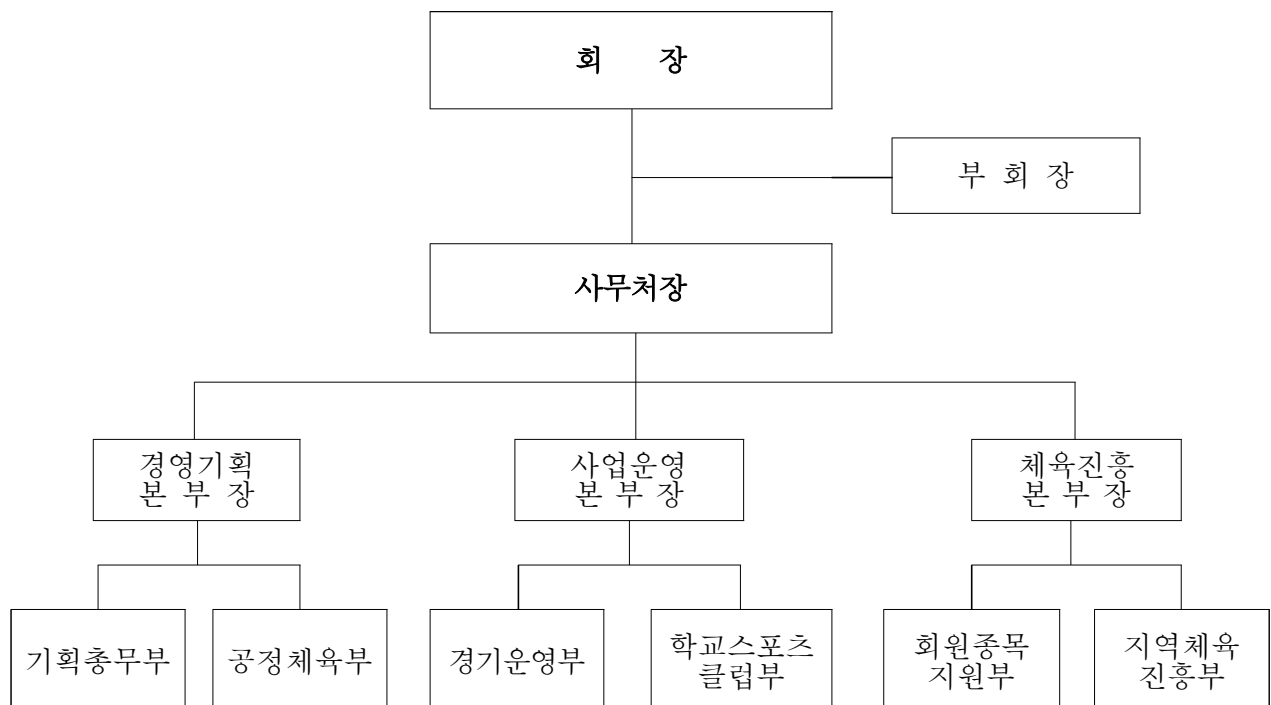 회 장
부 회 장
사무처장
경영기획
본 부 장
사업운영
본 부 장
체육진흥
본 부 장
기획총무부
공정체육부
경기운영부
학교스포츠
클럽부
회원종목
지원부
지역체육
진흥부